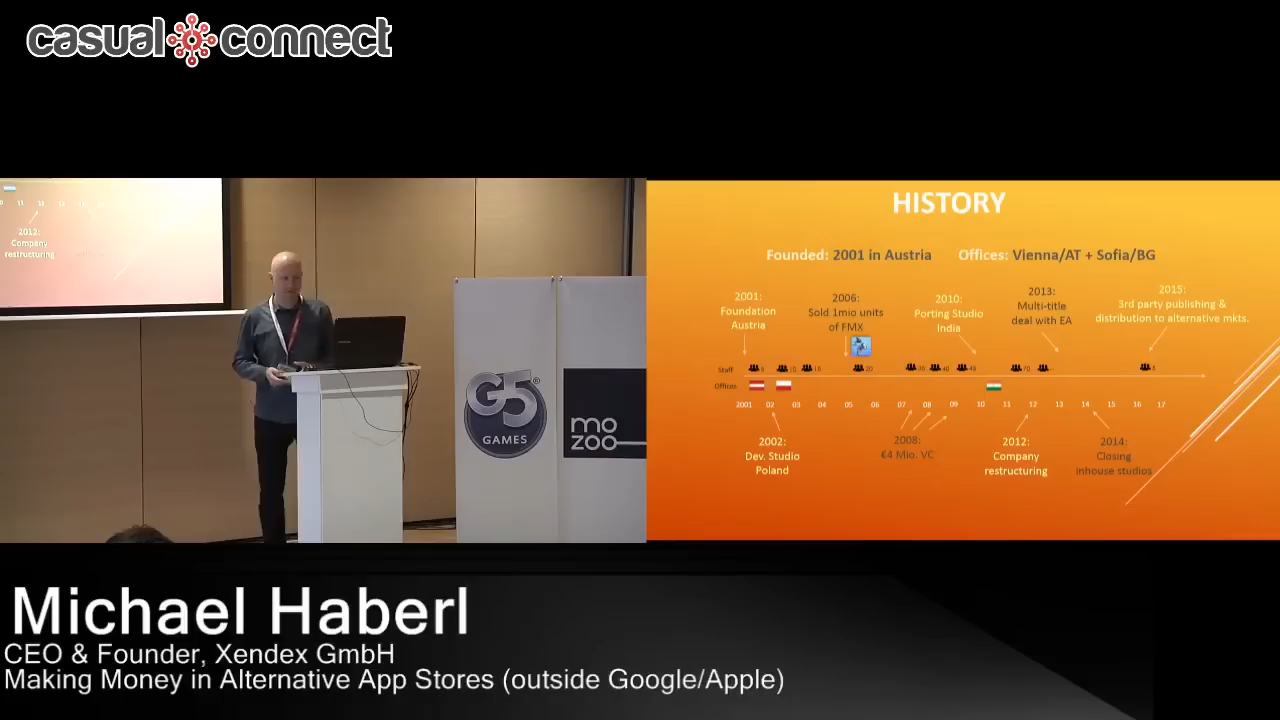 casual connect
11 12
2012:
Company
restructuring
G5®
GAMES
mo
zoo
HISTORY
Founded: 2001 in Austria Offices: Vienna/AT + Sofia/BG
2001:
Foundation
Austria
2006:
Sold 1mio units
of FMX
2010:
Porting Studio
India
2013:
Multi-title
deal with EA
2015:
3rd party publishing &
distribution to alternative mkts.
Staff
20 70
Offices
2001 02 03 04 05 06 07 08 09 10 11 12 13 14 15 16 17
2002:
Dev. Studio
Poland
2008:
€4 Mio. VC
2012:
Company
restructuring
2014:
Closing
inhouse studios
Michael Haberl
CEO & Founder, Xendex GmbH
Making Money in Alternative App Stores (outside Google/Apple)